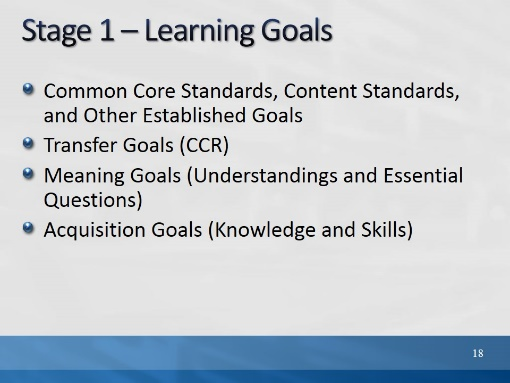 Stage 1 – Learning Goals
Common Core Standards, Content Standards,
and Other Established Goals
Transfer Goals (CCR)
Meaning Goals (Understandings and Essential
Questions)
Acquisition Goals (Knowledge and Skills)
18